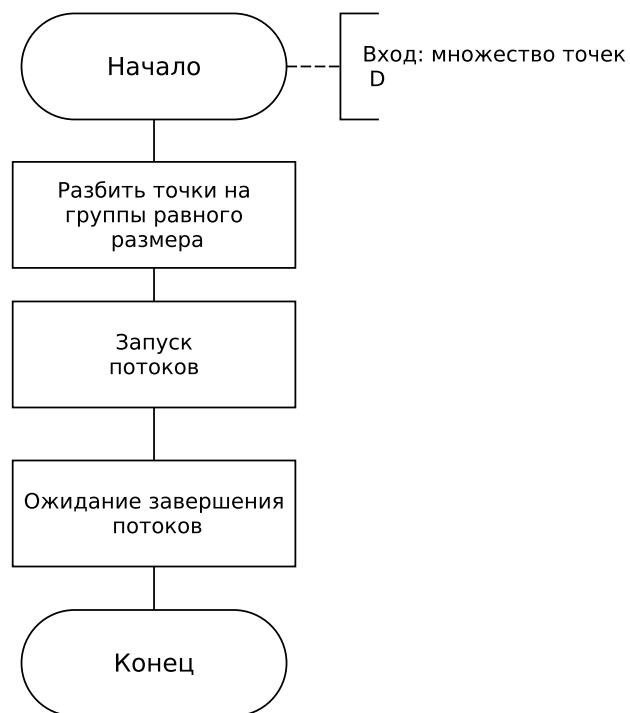 Начало
Вход: множество точек
D
Разбить точки на
группы равного
размера
Запуск
потоков
Ожидание завершения
потоков
Конец